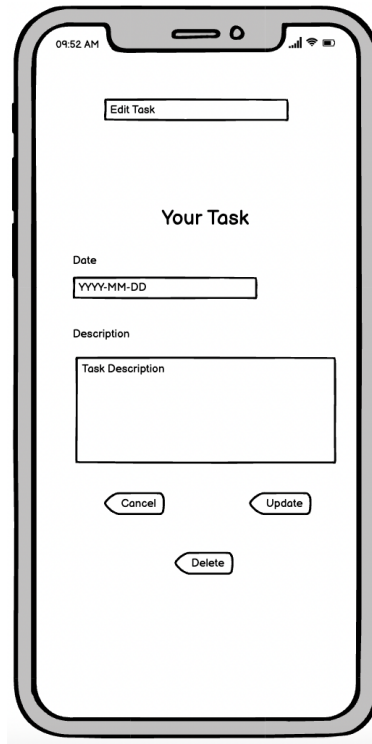 09:52 AM
Edit Task
Your Task
Date
YYYY-MM-DD
Description
Task Description
Cancel
Update
Delete